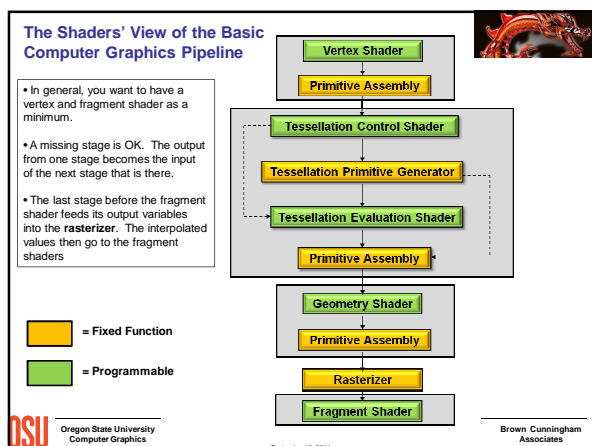 The Shaders' View of the Basic
Computer Graphics Pipeline
• In general, you want to have a
vertex and fragment shader as a
minimum.
• A missing stage is OK.  The output
from one stage becomes the input
of the next stage that is there.
• The last stage before the fragment
shader feeds its output variables
into the rasterizer.  The interpolated
values then go to the fragment
shaders
Vertex Shader
Primitive Assembly
Tessellation Control Shader
Tessellation Primitive Generator
Tessellation Evaluation Shader
Primitive Assembly
Geometry Shader
Primitive Assembly
Rasterizer
Fragment Shader
= Fixed Function
= Programmable
OSU
Oregon State University
Computer Graphics
Brown Cunningham
Associates